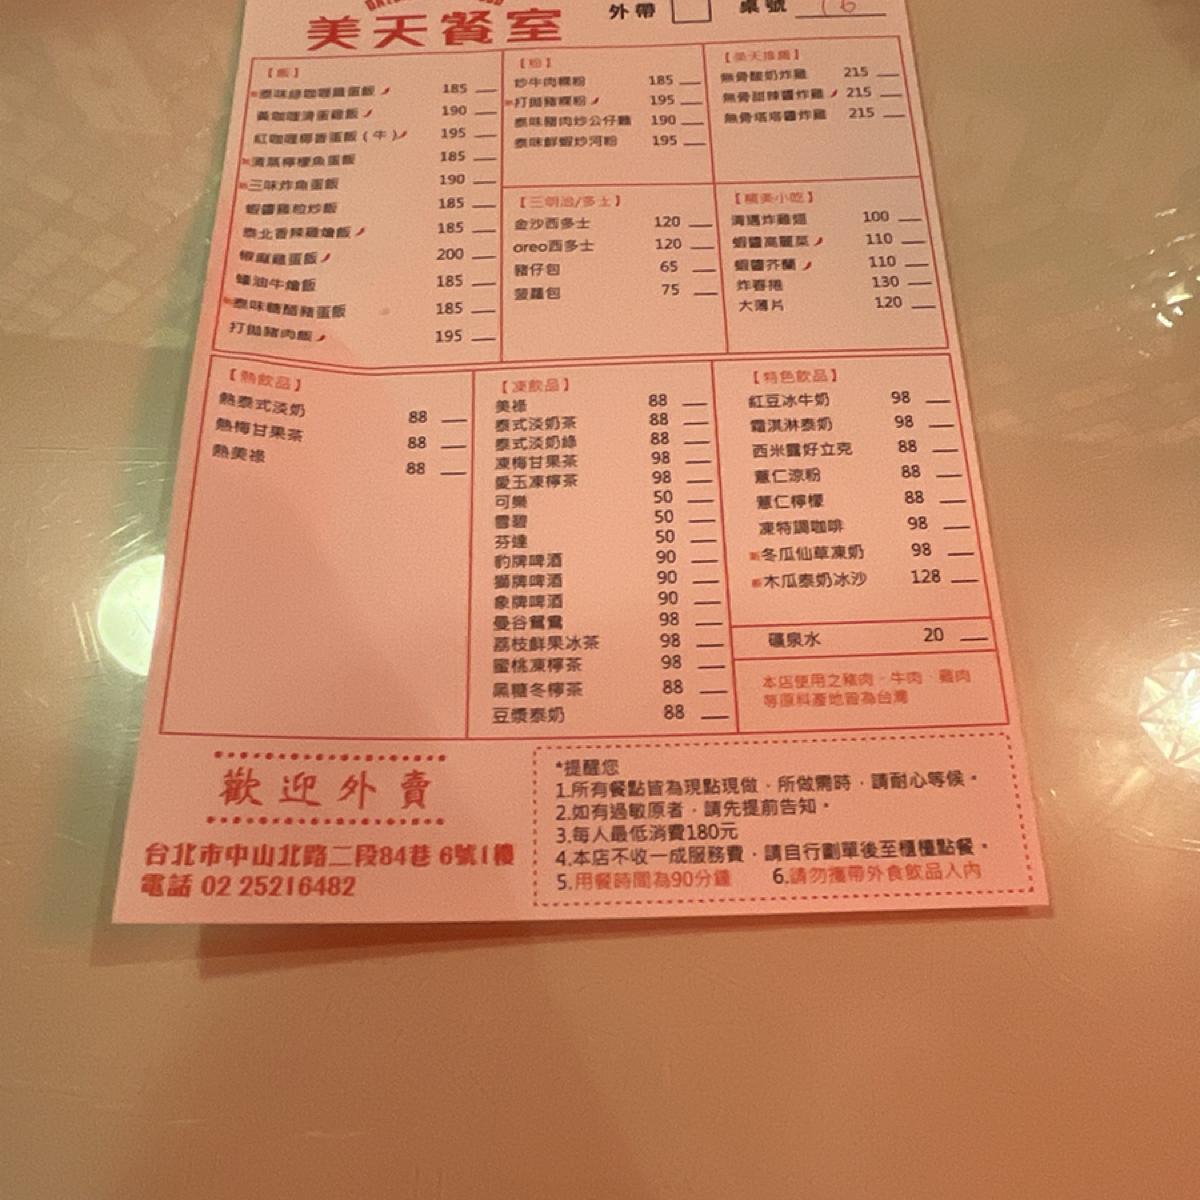 美天餐室
外帶 桌號 16
【飯】
泰味綠咖喱雞蛋飯 185
黃咖喱滑蛋雞飯 190
紅咖喱椰香蛋飯(牛) 195
清蒸檸檬魚蛋飯 185
三味炸魚蛋飯 190
蝦醬雞粒炒飯 185
泰北香辣雞燴飯 185
椒麻雞蛋飯 200
蠔油牛燴飯 185
泰味糖醋豬蛋飯 185
打拋豬肉飯 195
【粉】
炒牛肉粿粉 185
打拋豬粿粉 195
泰味豬肉炒公仔麵 190
泰味鮮蝦炒河粉 195
【美天推薦】
無骨酸奶炸雞 215
無骨甜辣醬炸雞 215
無骨塔塔醬炸雞 215
【三明治/多士】
金沙西多士 120
oreo西多士 120
豬仔包 65
菠蘿包 75
【精美小吃】
清邁炸雞翅 100
蝦醬高麗菜 110
蝦醬芥蘭 110
炸春捲 130
大薄片 120
【熱飲品】
熱泰式淡奶 88
熱梅甘果茶 88
熱美祿 88
【凍飲品】
美祿 88
泰式淡奶茶 88
泰式淡奶綠 88
凍梅甘果茶 98
愛玉凍檸茶 98
可樂 50
雪碧 50
芬達 50
豹牌啤酒 90
獅牌啤酒 90
象牌啤酒 90
曼谷鴛鴦 98
荔枝鮮果冰茶 98
蜜桃凍檸茶 98
黑糖冬檸茶 88
豆漿泰奶 88
【特色飲品】
紅豆冰牛奶 98
霜淇淋泰奶 98
西米露好立克 88
薏仁涼粉 88
薏仁檸檬 88
凍特調咖啡 98
冬瓜仙草凍奶 98
木瓜泰奶冰沙 128
礦泉水 20
本店使用之豬肉、牛肉、雞肉
等原料產地皆為台灣
歡迎外賣
台北市中山北路二段84巷 6號1樓
電話 02 25216482
*提醒您
1.所有餐點皆為現點現做,所做需時,請耐心等候。
2.如有過敏原者,請先提前告知。
3.每人最低消費180元
4.本店不收一成服務費,請自行劃單後至櫃檯點餐。
5.用餐時間為90分鐘 6.請勿攜帶外食飲品入內